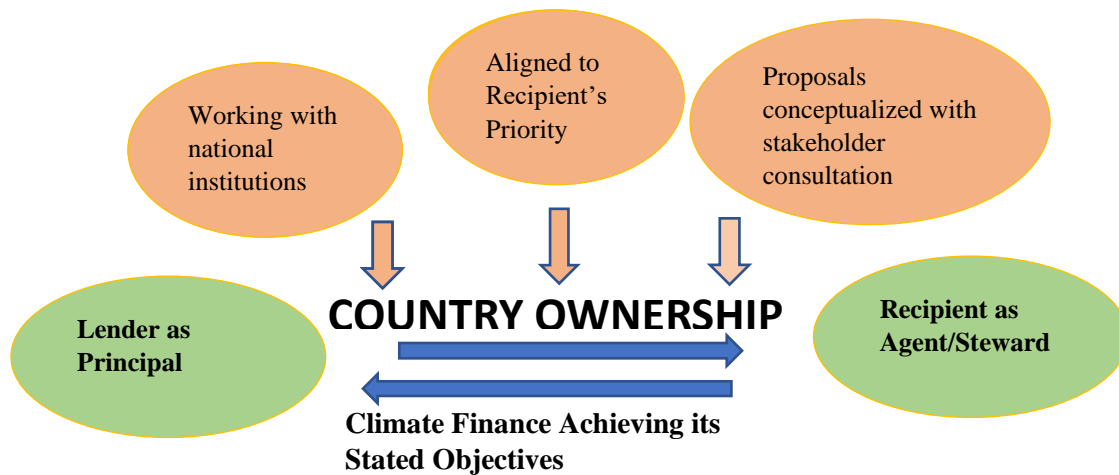 Working with
national
institutions
Aligned to
Recipient’s
Priority
Proposals
conceptualized with
stakeholder
consultation
COUNTRY OWNERSHIP
Lender as
Principal
Recipient as
Agent/Steward
Climate Finance Achieving its
Stated Objectives